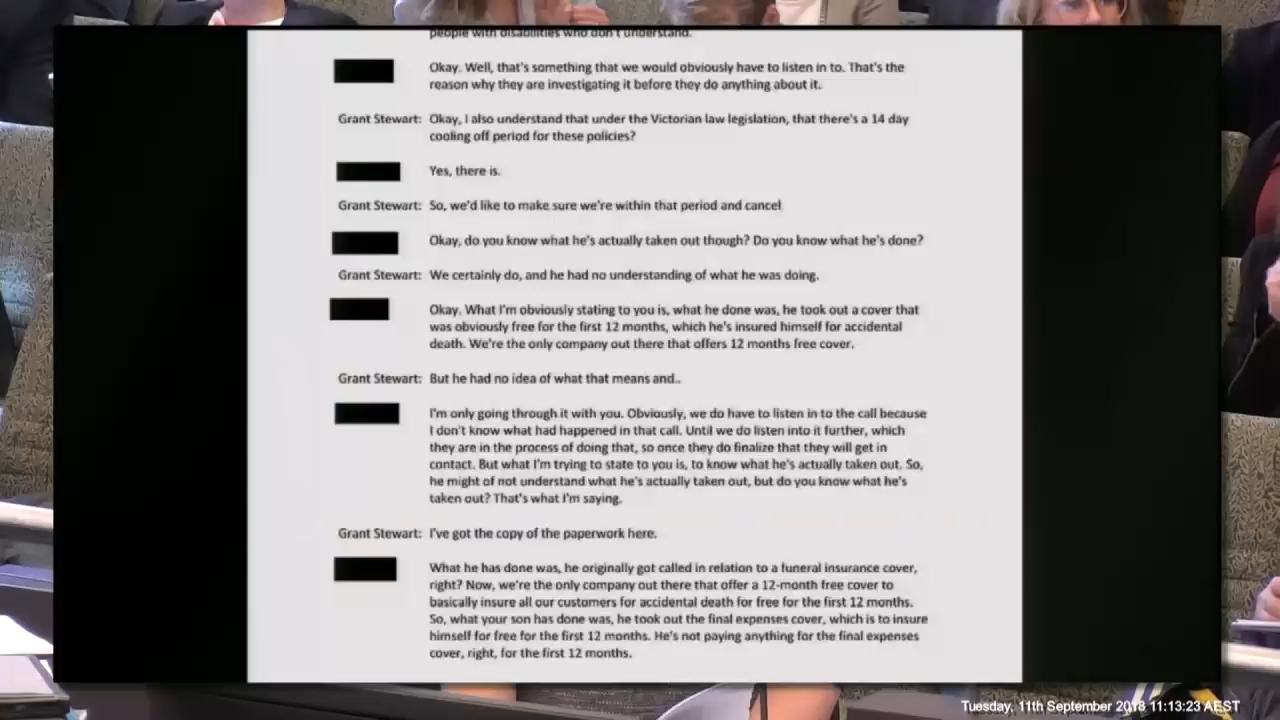 people with disabilities who don't understand.
Okay. Well, that's something that we would obviously have to listen in to. That's the
reason why they are investigating it before they do anything about it.
Grant Stewart: Okay, I also understand that under the Victorian law legislation, that there's a 14 day
cooling off period for these policies?
Yes, there is.
Grant Stewart: So, we'd like to make sure we're within that period and cancel
Okay, do you know what he's actually taken out though? Do you know what he's done?
Grant Stewart: We certainly do, and he had no understanding of what he was doing.
Okay. What I'm obviously stating to you is, what he done was, he took out a cover that
was obviously free for the first 12 months, which he's insured himself for accidental
death. We're the only company out there that offers 12 months free cover.
Grant Stewart: But he had no idea of what that means and..
I'm only going through it with you. Obviously, we do have to listen in to the call because
I don't know what had happened in that call. Until we do listen into it further, which
they are in the process of doing that, so once they do finalize that they will get in
contact. But what I'm trying to state to you is, to know what he's actually taken out. So,
he might of not understand what he's actually taken out, but do you know what he's
taken out? That's what I'm saying.
Grant Stewart: I've got the copy of the paperwork here.
What he has done was, he originally got called in relation to a funeral insurance cover,
right? Now, we're the only company out there that offer a 12-month free cover to
basically insure all our customers for accidental death for free for the first 12 months.
So, what your son has done was, he took out the final expenses cover, which is to insure
himself for free for the first 12 months. He's not paying anything for the final expenses
cover, right, for the first 12 months.
Tuesday, 11th September 2018 11:13:23 AEST